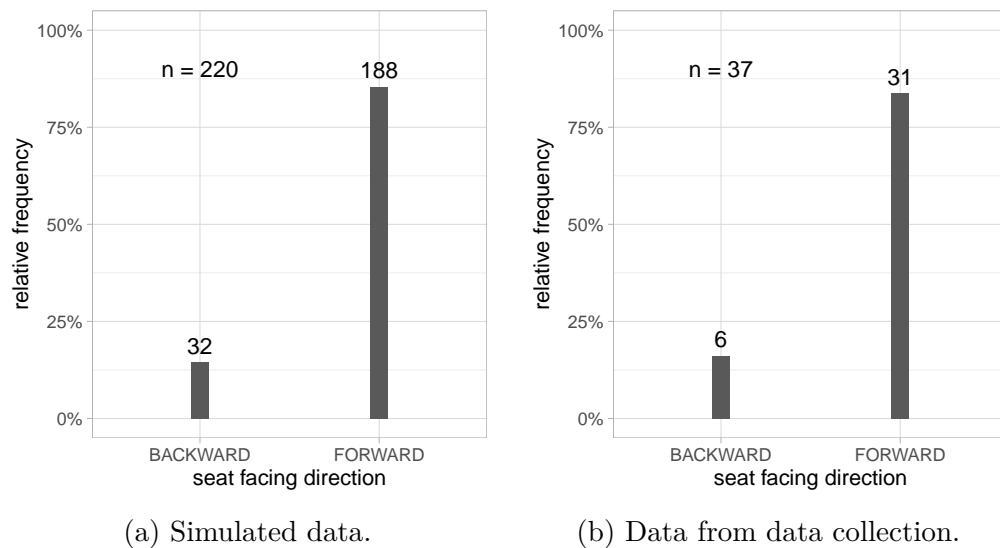 100%
75%
50%
25%
0%
relative frequency
n = 220
188
32
BACKWARD FORWARD
seat facing direction
(a) Simulated data.
100%
75%
50%
25%
0%
relative frequency
n = 37
31
6
BACKWARD FORWARD
seat facing direction
(b) Data from data collection.